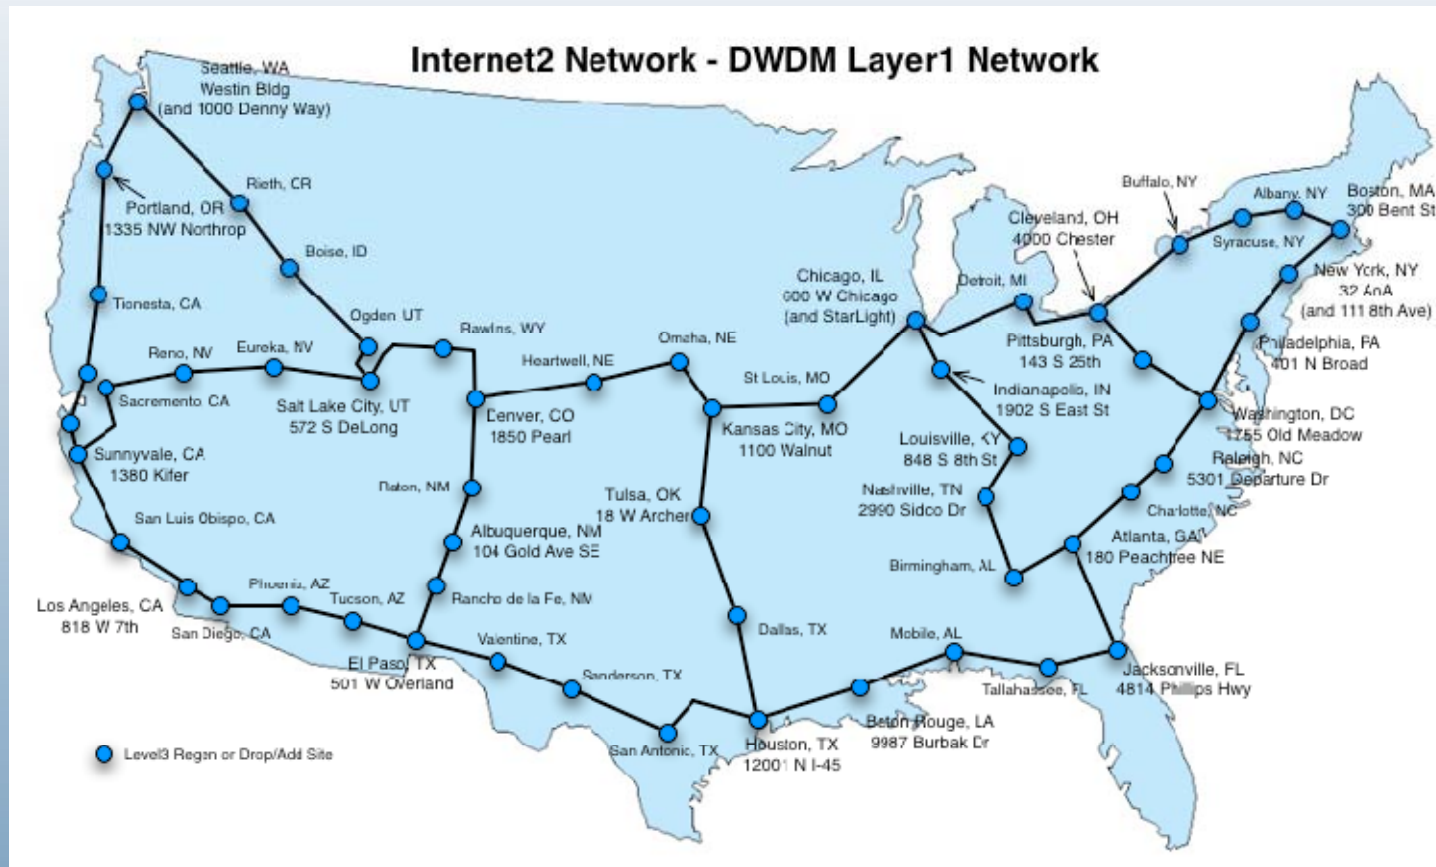 Internet2 Network - DWDM Layer1 Network
Seattle, WA
Westin Bldg
(and 1000 Denny Way)
Rieth, CR
Portland, OR
1335 NW Northrop
Boise, ID
Tionesta, CA
Ogden UT
Rawlns, WY
Reno, NV
Eureka, NV
Sacremento, CA
Salt Lake City, UT
572 S DeLong
Sunnyvale, CA
1380 Kifer
San Luis Obispo, CA
Los Angeles, CA
818 W 7th
San Diego, CA
Phoenix, AZ
Tucson, AZ
El Paso, TX
501 W Overland
Denver, CO
1850 Pearl
Raton, NM
Albuquerque, NM
104 Gold Ave SE
Rancho de la Fe, NM
Valentine, TX
Sanderson, TX
San Antonio, TX
Heartwell, NE
Omaha, NE
Kansas City, MO
1100 Walnut
St Louis, MO
Tulsa, OK
18 W Archer
Dallas, TX
Houston, TX
12001 N I-45
Baton Rouge, LA
9987 Burbak Dr
Mobile, AL
Tallahassee, FL
Jacksonville, FL
4814 Phillips Hwy
Chicago, IL
600 W Chicago
(and StarLight)
Detroit, MI
Cleveland, OH
4000 Chester
Buffalo, NY
Albany, NY
Syracuse, NY
Boston, MA
300 Bent St
New York, NY
32 AoA
(and 111 8th Ave)
Philadelphia, PA
401 N Broad
Pittsburgh, PA
143 S 25th
Indianapolis, IN
1902 S East St
Louisville, KY
848 S 8th St
Nashville, TN
2990 Sidco Dr
Birmingham, AL
Washington, DC
1755 Old Meadow
Raleigh, NC
5301 Departure Dr
Charlotte, NC
Atlanta, GA
180 Peachtree NE
Level3 Regen or Drop/Add Site